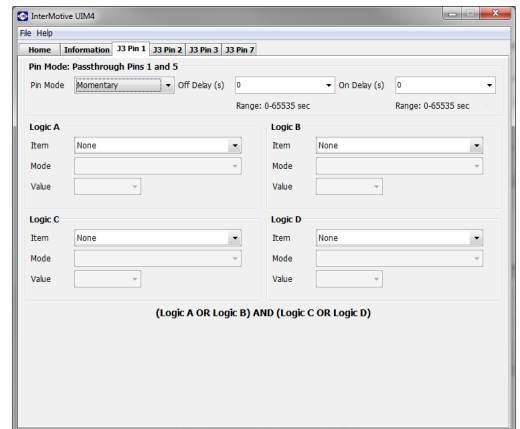 InterMotive UIM4
File Help
Home Information J3 Pin 1 J3 Pin 2 J3 Pin 3 J3 Pin 7
Pin Mode: Passthrough Pins 1 and 5
Pin Mode Momentary Off Delay (s) 0 On Delay (s) 0
Range: 0-65535 sec Range: 0-65535 sec
Logic A Logic B
Item None Item None
Mode Mode
Value Value
Logic C Logic D
Item None Item None
Mode Mode
Value Value
(Logic A OR Logic B) AND (Logic C OR Logic D)